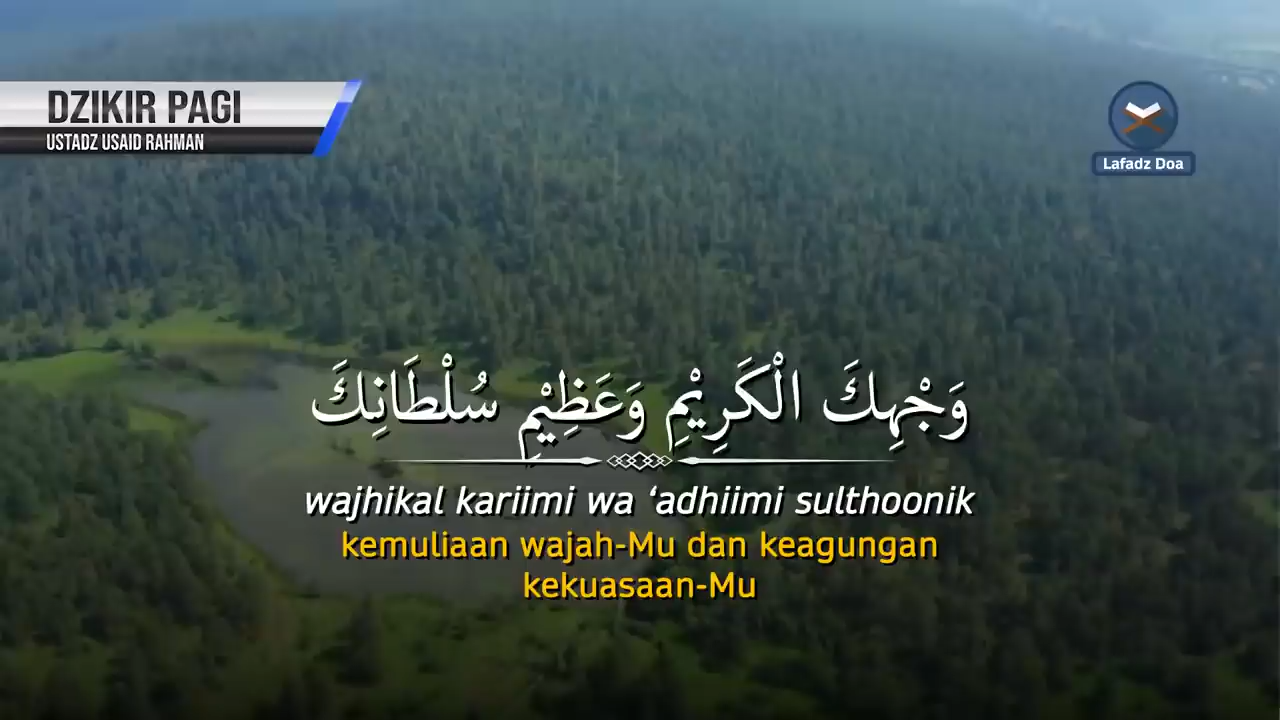 DZIKIR PAGI
USTADZ USAID RAHMAN
Lafadz Doa
وَجْهِكَ الْكَرِيْمِ وَعَظِيْمِ سُلْطَانِكَ
wajhikal kariimi wa ‘adhiimi sulthoonik
kemuliaan wajah-Mu dan keagungan
kekuasaan-Mu